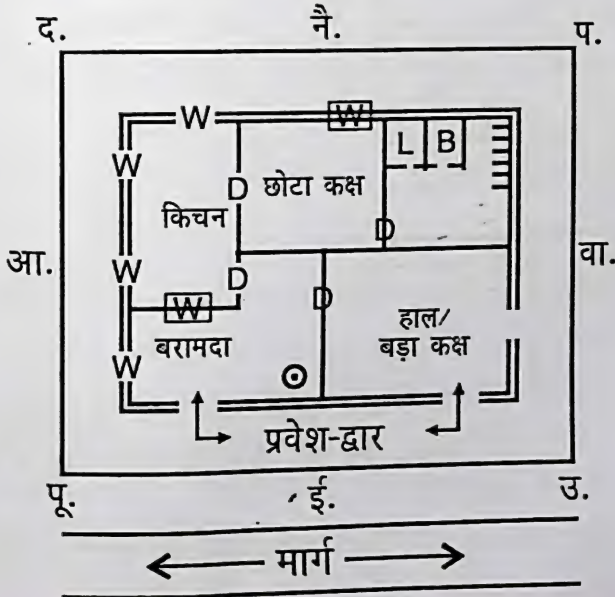 द. नै. प.
W W
W L B
D छोटा कक्ष
किचन
D
आ. वा.
W D D
W हाल/
बरामदा बड़ा कक्ष
W
प्रवेश-द्वार
पू. ई. उ.
मार्ग